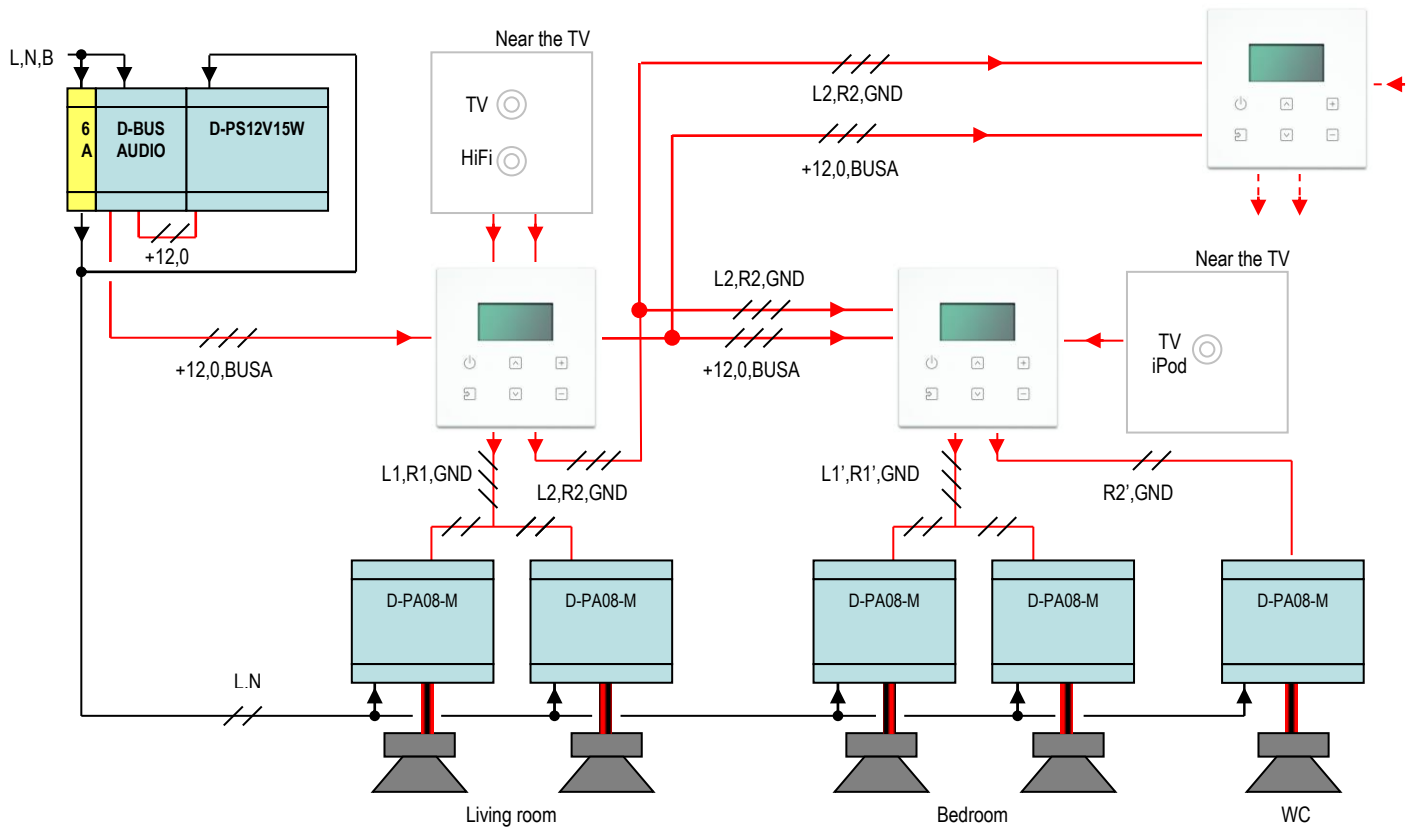 Near the TV
L,N,B
TV
HiFi
L2,R2,GND
6
A
D-BUS
AUDIO
D-PS12V15W
+12,0,BUSA
+12,0
Near the TV
L2,R2,GND
TV
iPod
+12,0,BUSA
+12,0,BUSA
L1,R1,GND
L2,R2,GND
L1',R1',GND
R2',GND
D-PA08-M
D-PA08-M
D-PA08-M
D-PA08-M
D-PA08-M
L,N
Living room
Bedroom
WC